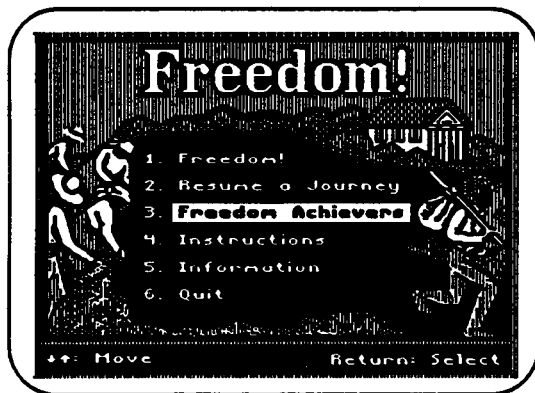 Freedom!
1. Freedom!
2. Resume a Journey
3. Freedom Achievers
4. Instructions
5. Information
6. Quit
↓↑: Move Return: Select